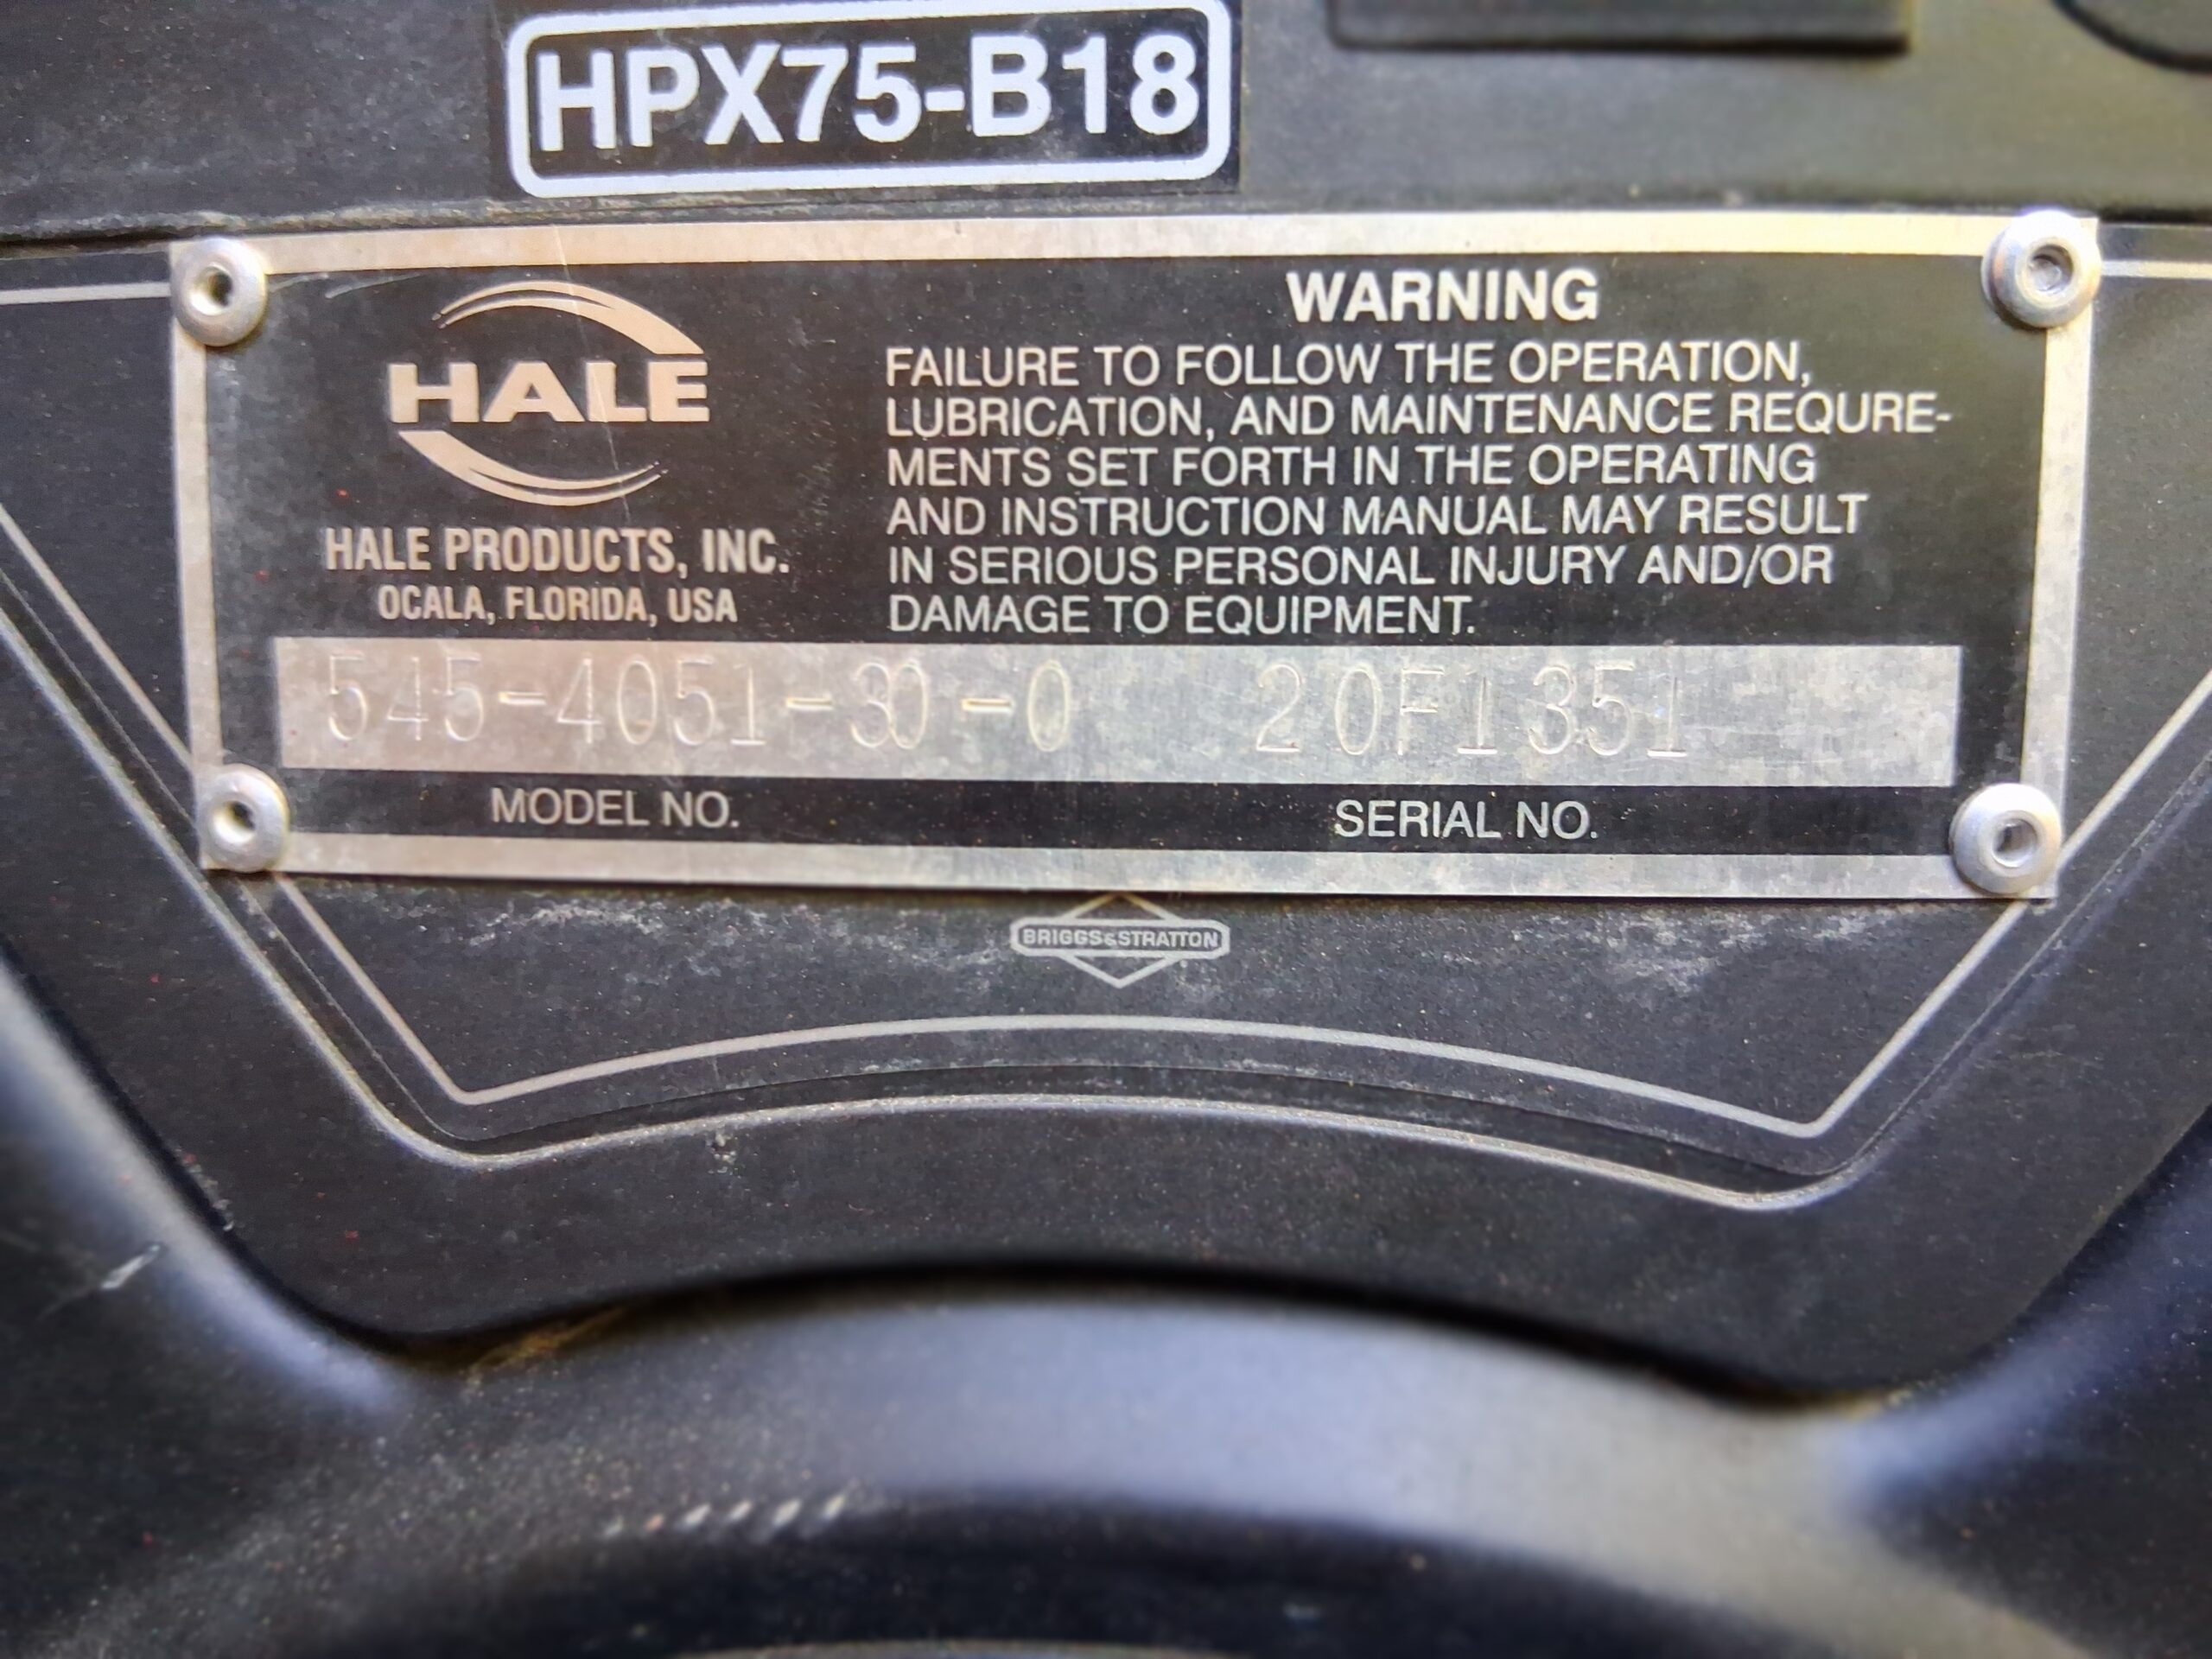 HPX75-B18
HALE
HALE PRODUCTS, INC.
OCALA, FLORIDA, USA
WARNING
FAILURE TO FOLLOW THE OPERATION,
LUBRICATION, AND MAINTENANCE REQURE-
MENTS SET FORTH IN THE OPERATING
AND INSTRUCTION MANUAL MAY RESULT
IN SERIOUS PERSONAL INJURY AND/OR
DAMAGE TO EQUIPMENT.
545-4051-30-0 20F1351
MODEL NO. SERIAL NO.
BRIGGS&STRATTON